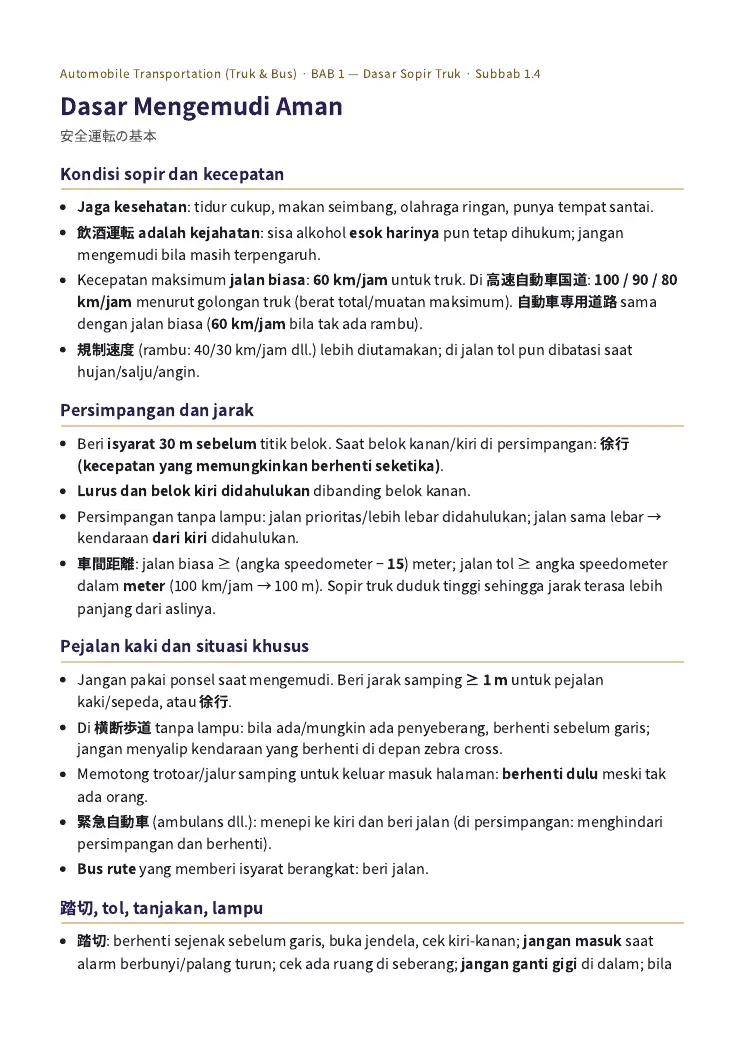 Automobile Transportation (Truk & Bus) · BAB 1 — Dasar Sopir Truk · Subbab 1.4
Dasar Mengemudi Aman
安全運転の基本
Kondisi sopir dan kecepatan
• Jaga kesehatan: tidur cukup, makan seimbang, olahraga ringan, punya tempat santai.
• 飲酒運転 adalah kejahatan: sisa alkohol esok harinya pun tetap dihukum; jangan
mengemudi bila masih terpengaruh.
• Kecepatan maksimum jalan biasa: 60 km/jam untuk truk. Di 高速自動車国道: 100 / 90 / 80
km/jam menurut golongan truk (berat total/muatan maksimum). 自動車専用道路 sama
dengan jalan biasa (60 km/jam bila tak ada rambu).
• 規制速度 (rambu: 40/30 km/jam dll.) lebih diutamakan; di jalan tol pun dibatasi saat
hujan/salju/angin.
Persimpangan dan jarak
• Beri isyarat 30 m sebelum titik belok. Saat belok kanan/kiri di persimpangan: 徐行
(kecepatan yang memungkinkan berhenti seketika).
• Lurus dan belok kiri didahulukan dibanding belok kanan.
• Persimpangan tanpa lampu: jalan prioritas/lebih lebar didahulukan; jalan sama lebar →
kendaraan dari kiri didahulukan.
• 車間距離: jalan biasa ≥ (angka speedometer − 15) meter; jalan tol ≥ angka speedometer
dalam meter (100 km/jam → 100 m). Sopir truk duduk tinggi sehingga jarak terasa lebih
panjang dari aslinya.
Pejalan kaki dan situasi khusus
• Jangan pakai ponsel saat mengemudi. Beri jarak samping ≥ 1 m untuk pejalan
kaki/sepeda, atau 徐行.
• Di 横断歩道 tanpa lampu: bila ada/mungkin ada penyeberang, berhenti sebelum garis;
jangan menyalip kendaraan yang berhenti di depan zebra cross.
• Memotong trotoar/jalur samping untuk keluar masuk halaman: berhenti dulu meski tak
ada orang.
• 緊急自動車 (ambulans dll.): menepi ke kiri dan beri jalan (di persimpangan: menghindari
persimpangan dan berhenti).
• Bus rute yang memberi isyarat berangkat: beri jalan.
踏切, tol, tanjakan, lampu
• 踏切: berhenti sejenak sebelum garis, buka jendela, cek kiri-kanan; jangan masuk saat
alarm berbunyi/palang turun; cek ada ruang di seberang; jangan ganti gigi di dalam; bila